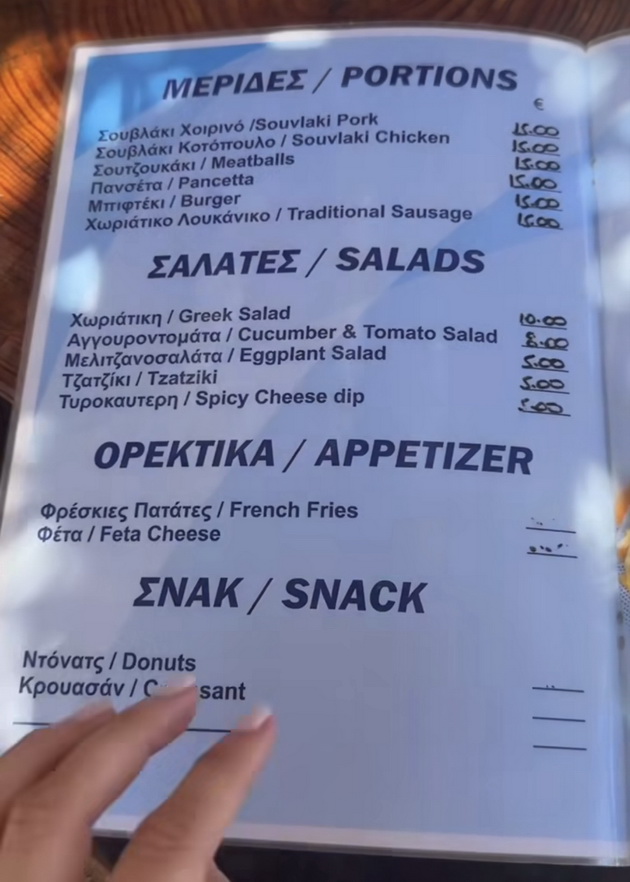 ΜΕΡΙΔΕΣ / PORTIONS
€
Σουβλάκι Χοιρινό /Souvlaki Pork 15.00
Σουβλάκι Κοτόπουλο / Souvlaki Chicken 15.00
Σουτζουκάκι / Meatballs 15.00
Πανσέτα / Pancetta 15.00
Μπιφτέκι / Burger 15.00
Χωριάτικο Λουκάνικο / Traditional Sausage 15.00
ΣΑΛΑΤΕΣ / SALADS
Χωριάτικη / Greek Salad 10.00
Αγγουροντομάτα / Cucumber & Tomato Salad 8.00
Μελιτζανοσαλάτα / Eggplant Salad 5.00
Τζατζίκι / Tzatziki 5.00
Τυροκαυτερη / Spicy Cheese dip 5.00
ΟΡΕΚΤΙΚΑ / APPETIZER
Φρέσκιες Πατάτες / French Fries
Φέτα / Feta Cheese
ΣΝΑΚ / SNACK
Ντόνατς / Donuts
Κρουασάν /